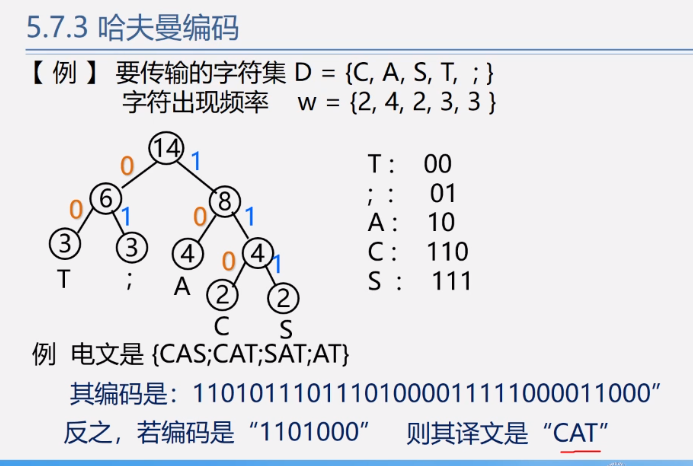 5.7.3 哈夫曼编码
【 例 】 要传输的字符集 D = {C, A, S, T, ; }
字符出现频率 w = {2, 4, 2, 3, 3 }
14
0 1
6 8
0 1 0 1
3 3 4 4
T ; A 0 1
2 2
C S
T : 00
; : 01
A : 10
C : 110
S : 111
例 电文是 {CAS;CAT;SAT;AT}
其编码是：11010111011101000011111000011000”
反之，若编码是“1101000” 则其译文是“CAT”